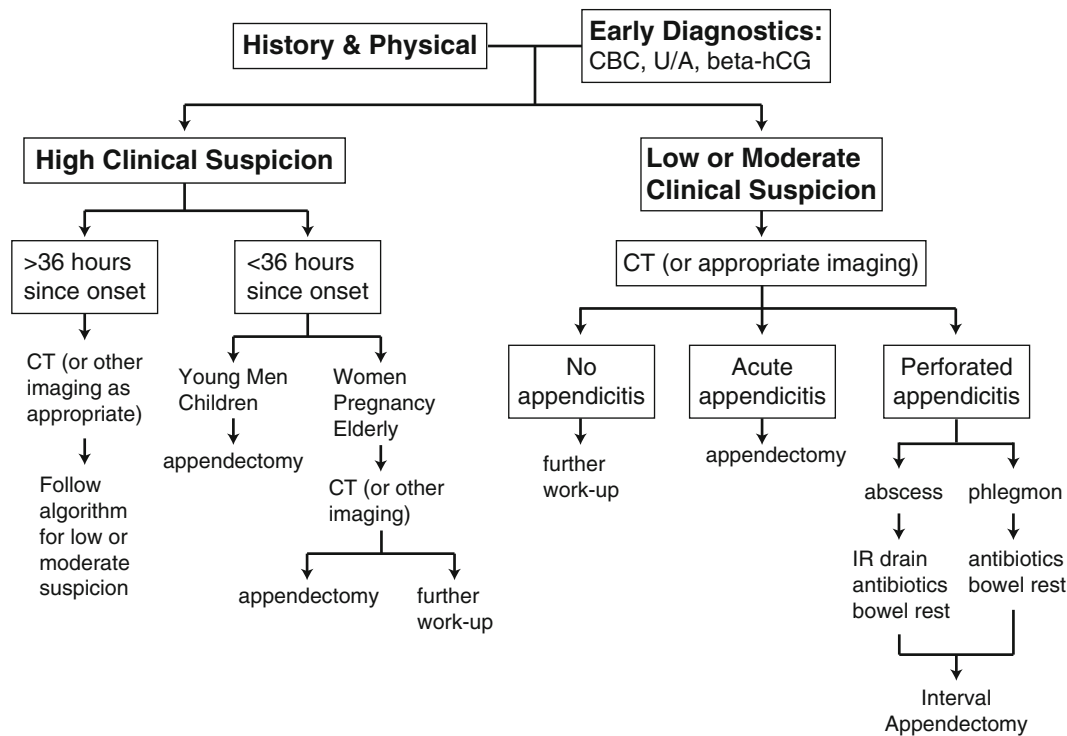 History & Physical
Early Diagnostics:
CBC, U/A, beta-hCG
High Clinical Suspicion
>36 hours
since onset
CT (or other
imaging as
appropriate)
Follow
algorithm
for low or
moderate
suspicion
<36 hours
since onset
Young Men
Children
appendectomy
Women
Pregnancy
Elderly
CT (or other
imaging)
appendectomy
further
work-up
Low or Moderate
Clinical Suspicion
CT (or appropriate imaging)
No
appendicitis
further
work-up
Acute
appendicitis
appendectomy
Perforated
appendicitis
abscess
IR drain
antibiotics
bowel rest
phlegmon
antibiotics
bowel rest
Interval
Appendectomy